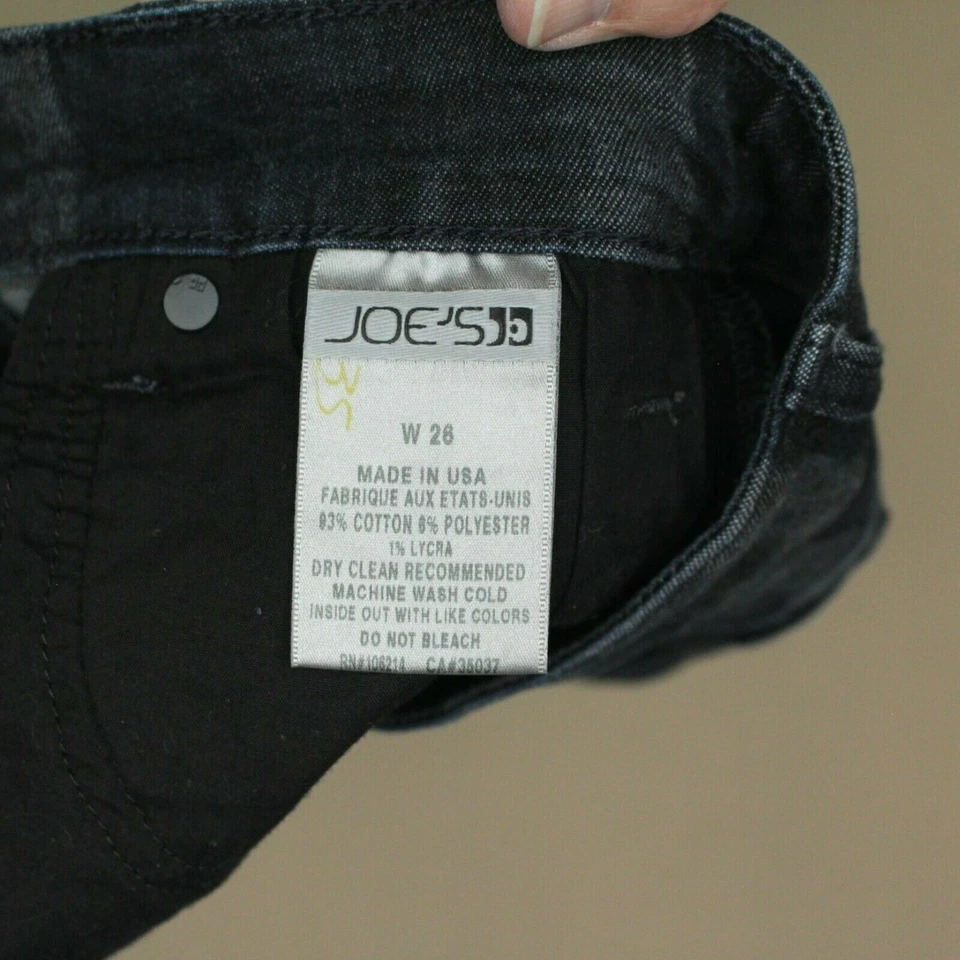 JOE'S
W 26
MADE IN USA
FABRIQUE AUX ETATS-UNIS
93% COTTON 6% POLYESTER
1% LYCRA
DRY CLEAN RECOMMENDED
MACHINE WASH COLD
INSIDE OUT WITH LIKE COLORS
DO NOT BLEACH
RN#106214 CA#35037